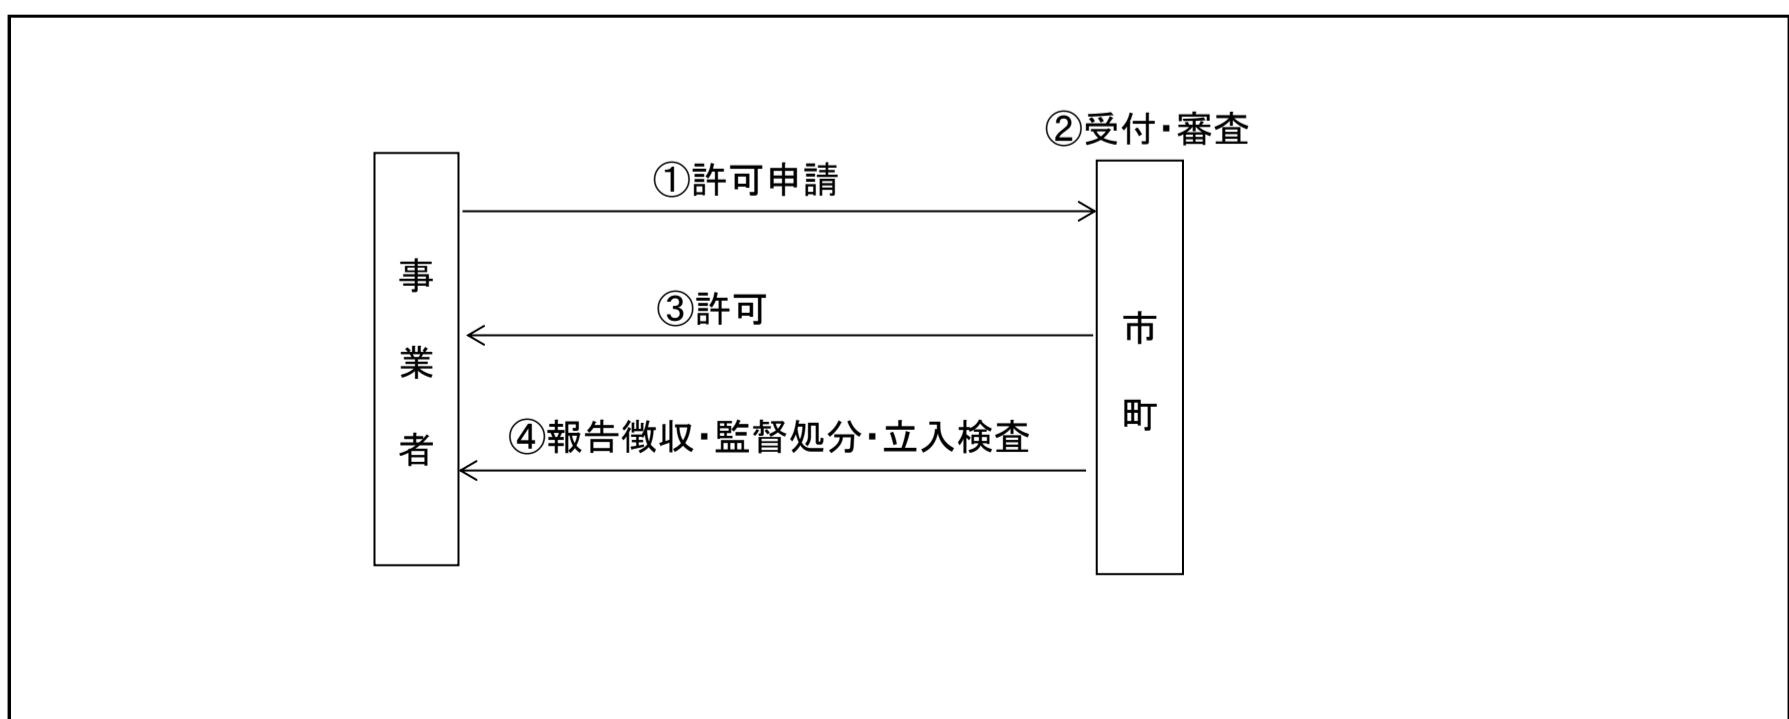 ②受付・審査
①許可申請
事業者
③許可
市町
④報告徴収・監督処分・立入検査